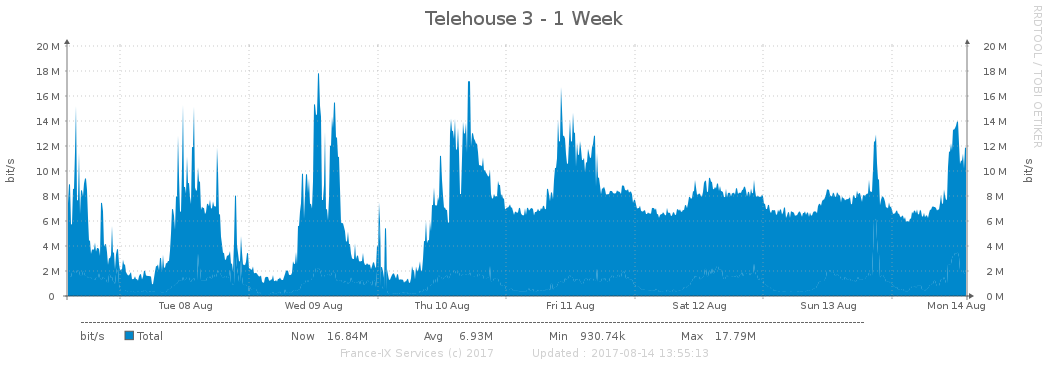 Telehouse 3 - 1 Week
RRDTOOL / TOBI OETIKER
20 M 20 M
18 M 18 M
16 M 16 M
14 M 14 M
12 M 12 M
10 M 10 M
8 M 8 M
6 M 6 M
4 M 4 M
2 M 2 M
0 0 M
bit/s
bit/s
Tue 08 Aug Wed 09 Aug Thu 10 Aug Fri 11 Aug Sat 12 Aug Sun 13 Aug Mon 14 Aug
bit/s Total Now 16.84M Avg 6.93M Min 930.74k Max 17.79M
France-IX Services (c) 2017 Updated : 2017-08-14 13:55:13